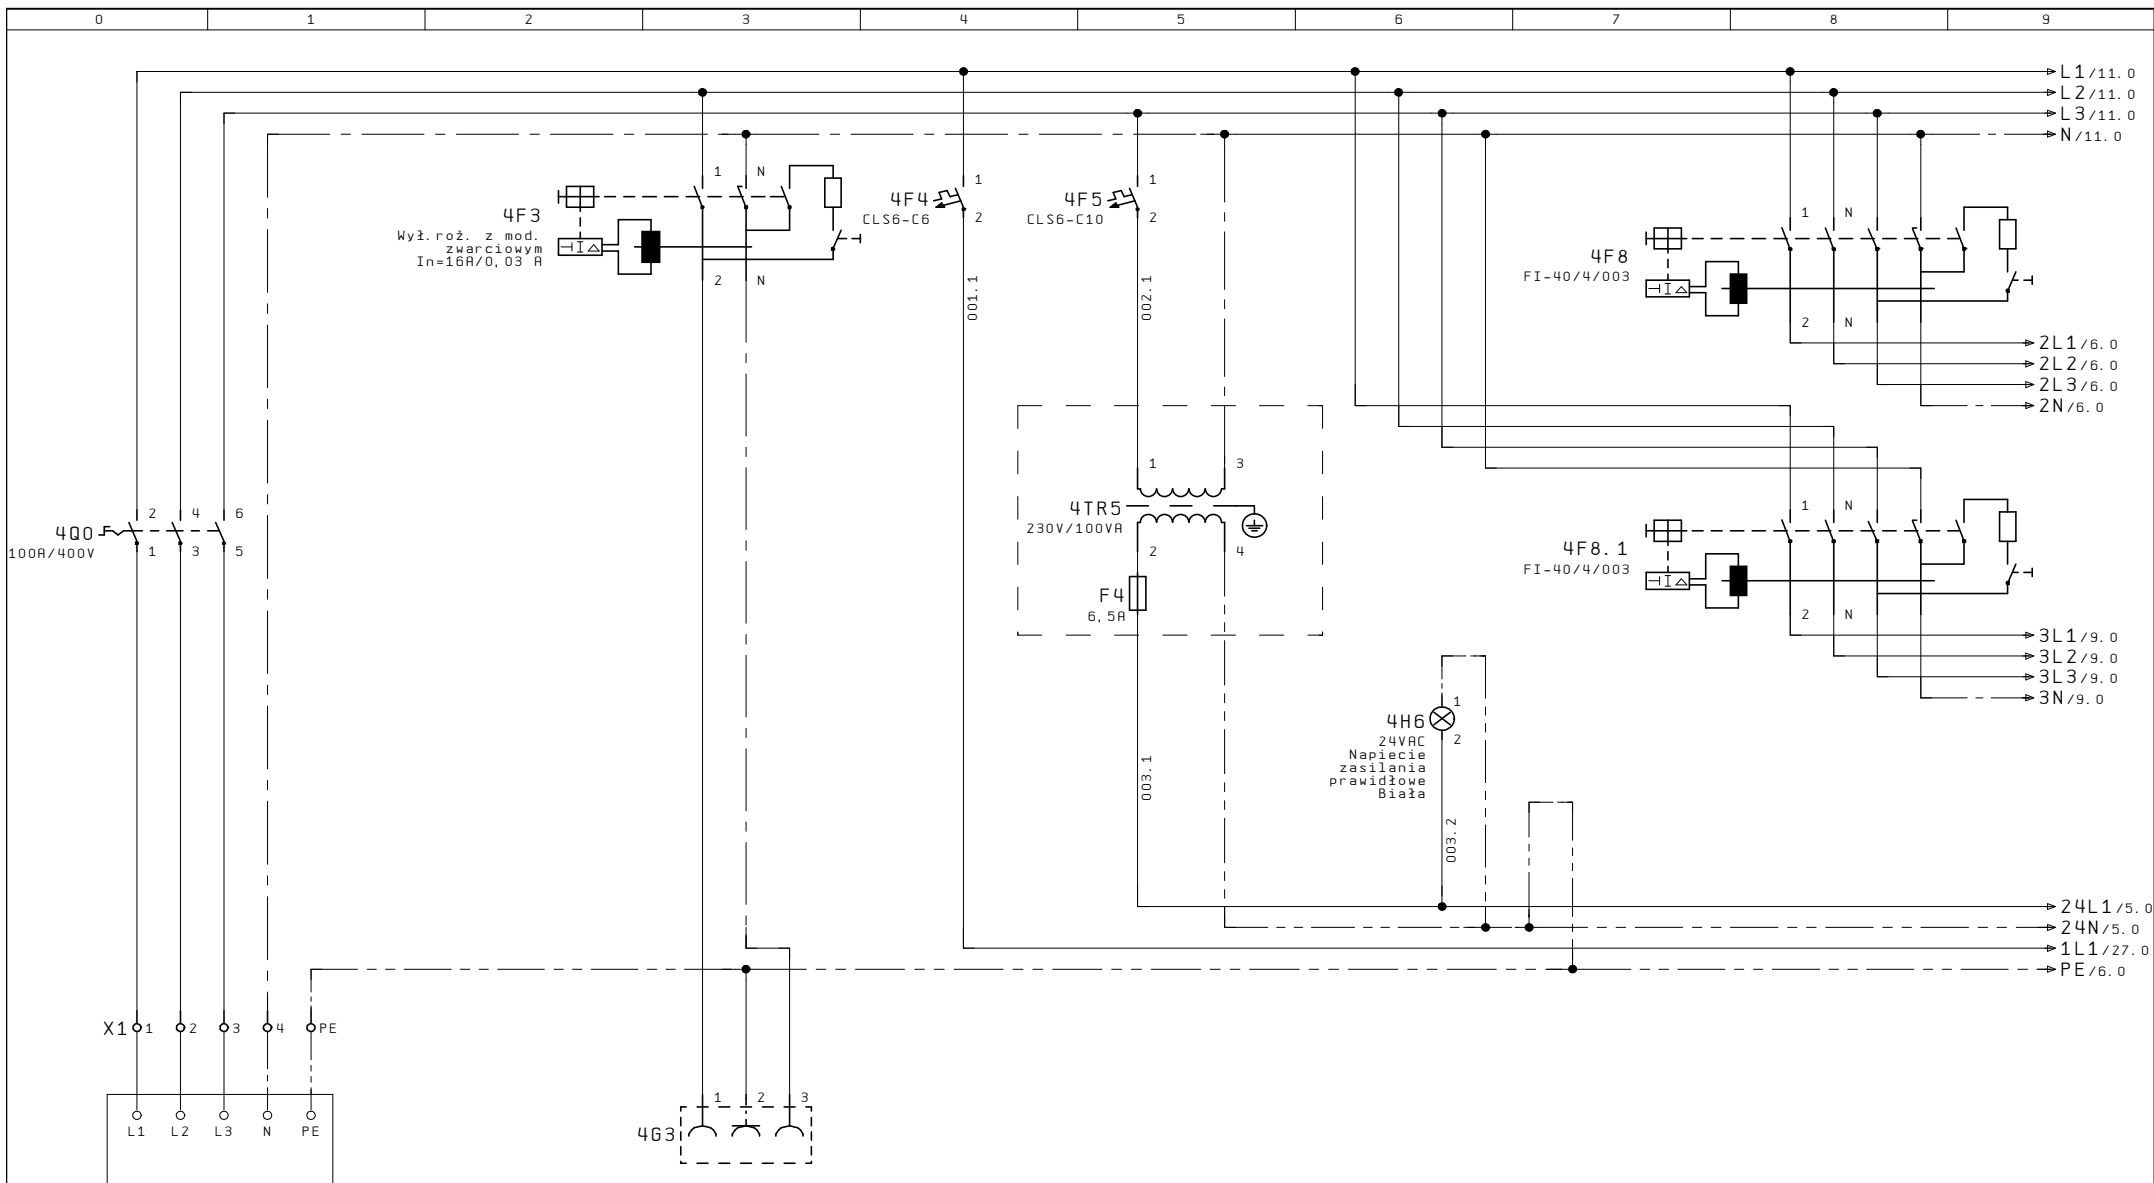 0 1 2 3 4 5 6 7 8 9
L1/11.0
L2/11.0
L3/11.0
N/11.0
4F3
Wył.roż. z mod.
zwarciowym
In=16A/0,03 A
1 N
2 N
4F4
CLS6-C6
1
2
001.1
4F5
CLS6-C10
1
2
002.1
4F8
FI-40/4/003
1 N
2 N
2L1/6.0
2L2/6.0
2L3/6.0
2N/6.0
4Q0
100A/400V
2 4 6
1 3 5
4TR5
230V/100VA
1 3
2 4
F4
6,5A
003.1
4F8.1
FI-40/4/003
1 N
2 N
3L1/9.0
3L2/9.0
3L3/9.0
3N/9.0
4H6
24VAC
Napiecie
zasilania
prawidłowe
Biała
1
2
003.2
24L1/5.0
24N/5.0
1L1/27.0
PE/6.0
X1 1 2 3 4 PE
L1 L2 L3 N PE
4G3
1 2 3